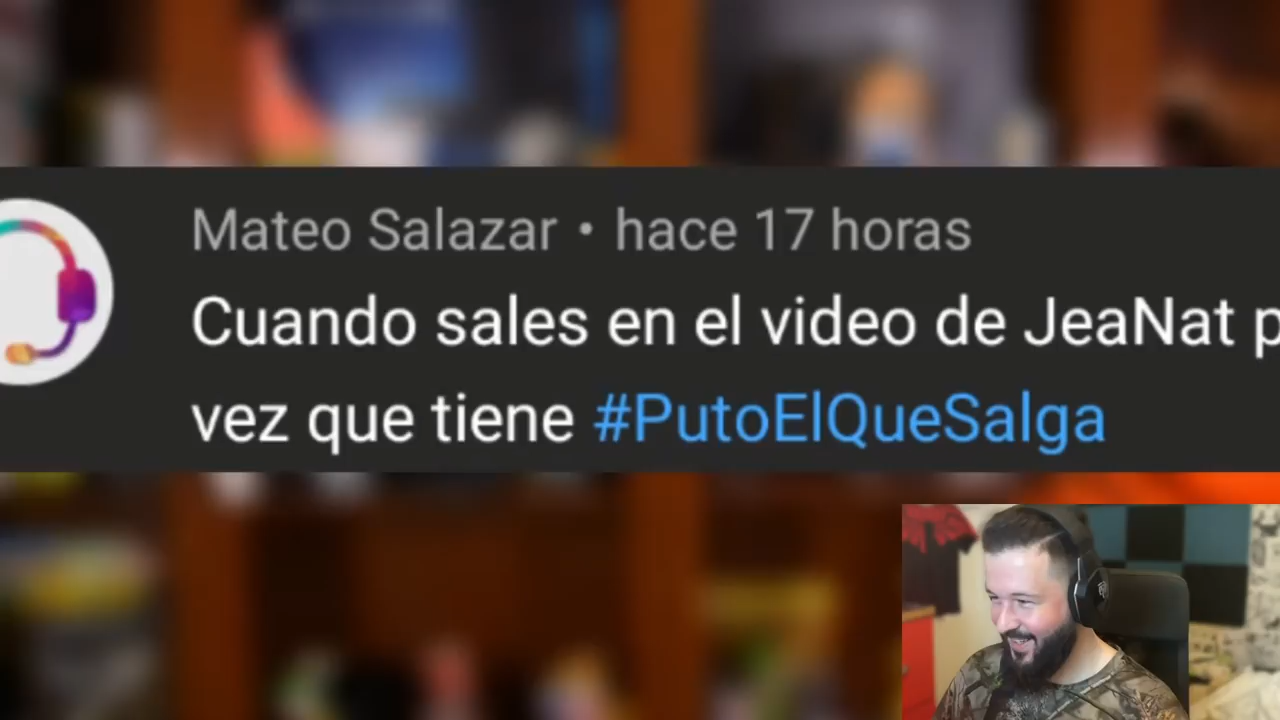 Mateo Salazar • hace 17 horas
Cuando sales en el video de JeaNat
vez que tiene #PutoElQueSalga